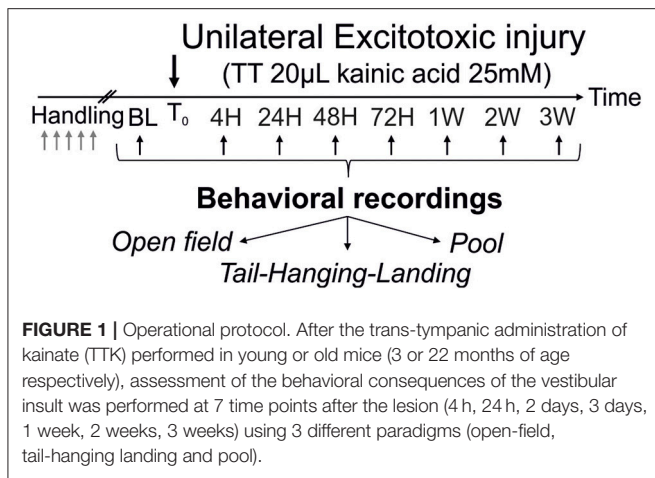 Unilateral Excitotoxic injury
(TT 20µL kainic acid 25mM)
Time
Handling BL T₀ 4H 24H 48H 72H 1W 2W 3W
Behavioral recordings
Open field Pool
Tail-Hanging-Landing
FIGURE 1 | Operational protocol. After the trans-tympanic administration of
kainate (TTK) performed in young or old mice (3 or 22 months of age
respectively), assessment of the behavioral consequences of the vestibular
insult was performed at 7 time points after the lesion (4 h, 24 h, 2 days, 3 days,
1 week, 2 weeks, 3 weeks) using 3 different paradigms (open-field,
tail-hanging landing and pool).